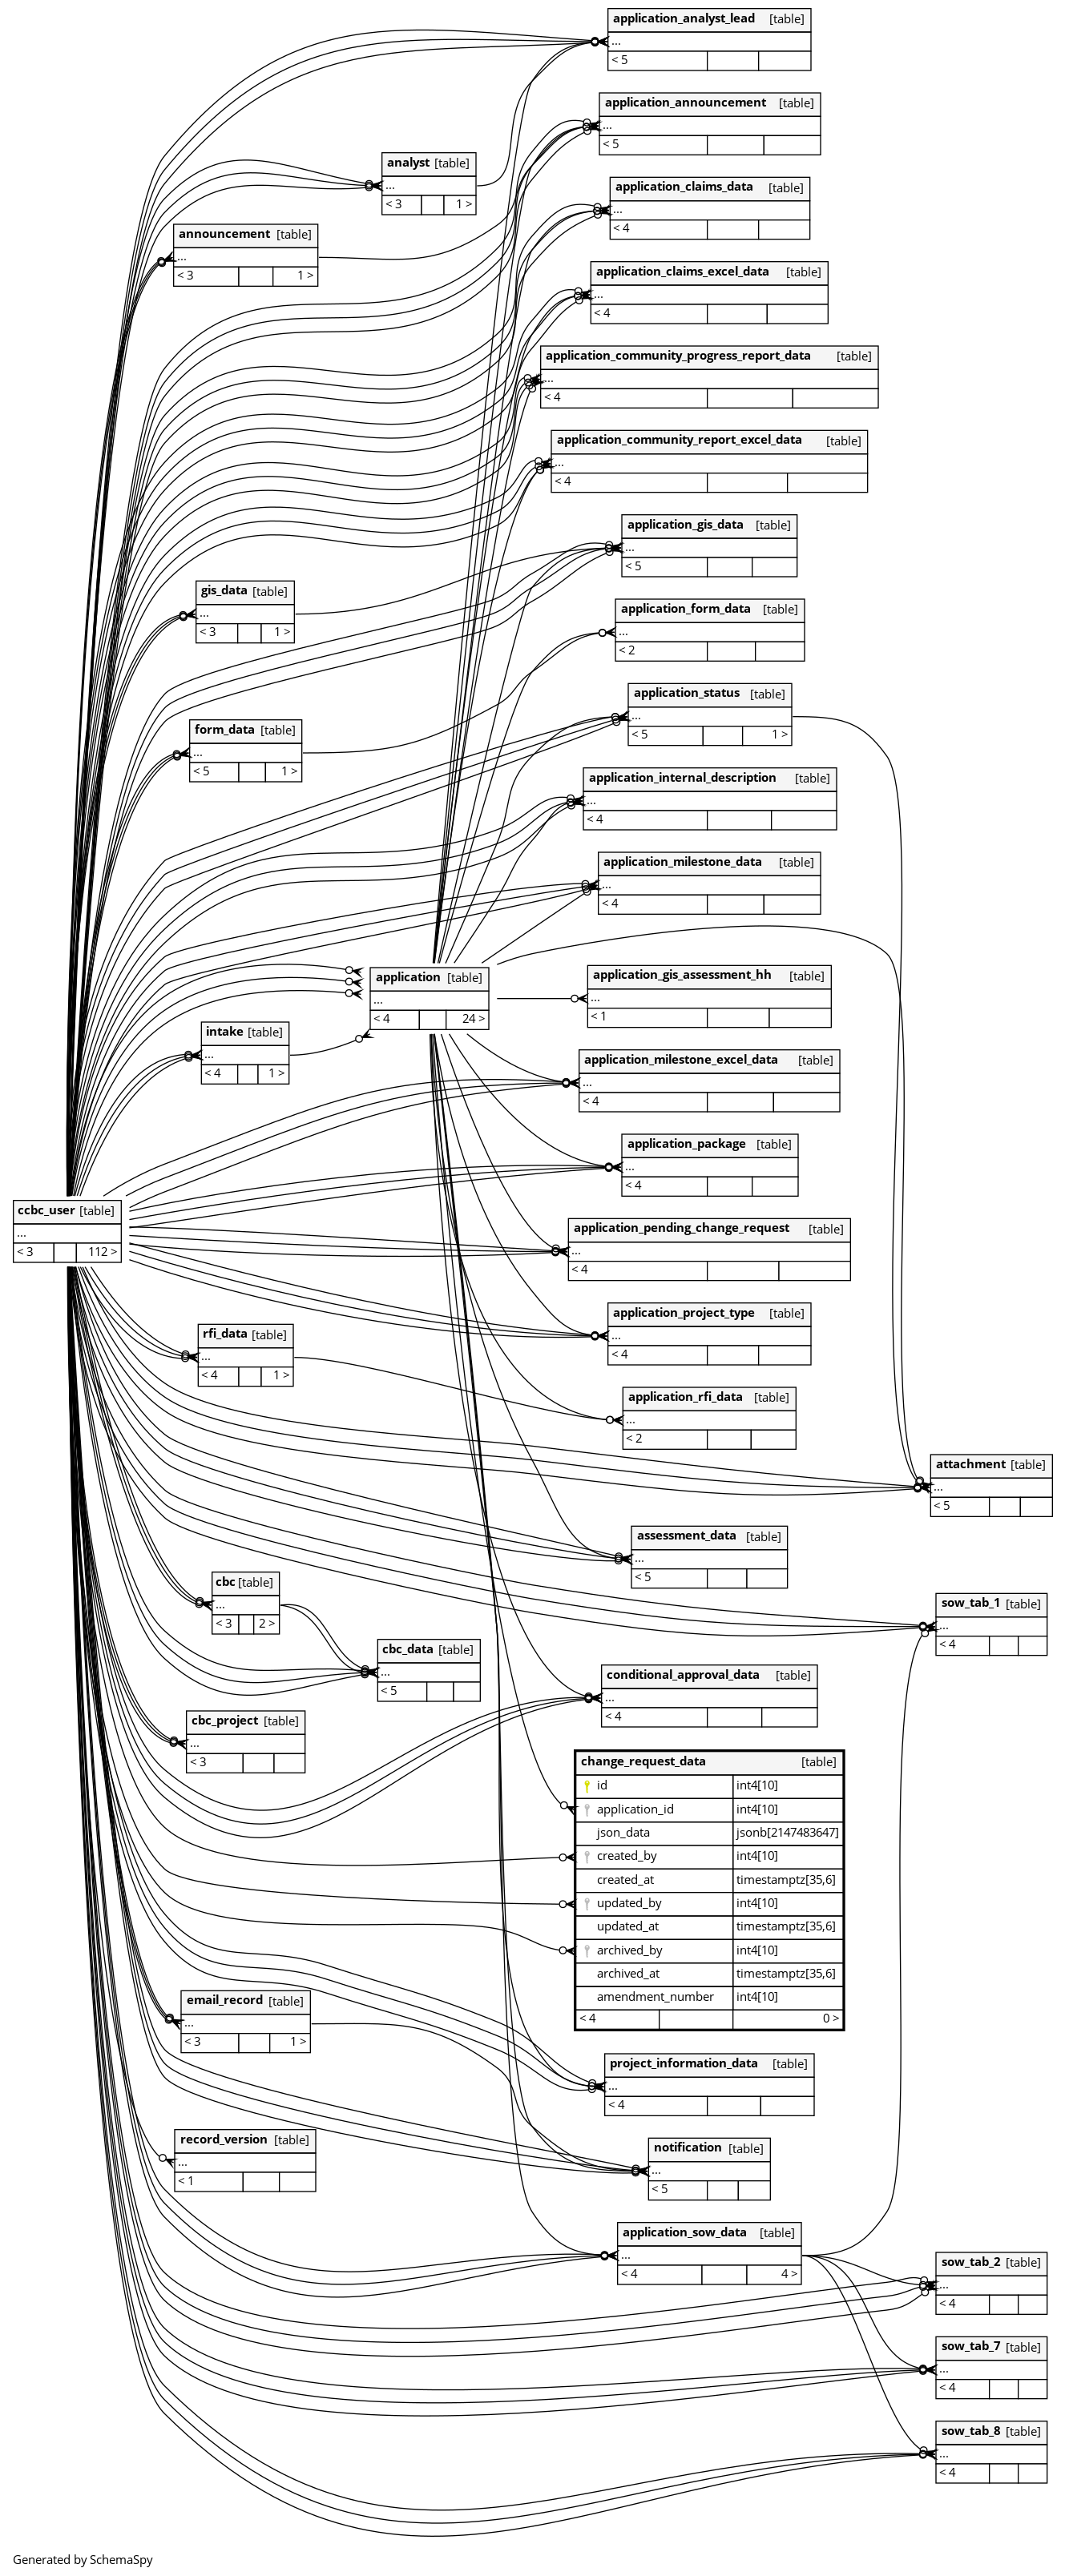 application_analyst_lead [table]
...
< 5
application_announcement [table]
...
< 5
analyst [table]
...
< 3 1 >
application_claims_data [table]
...
< 4
announcement [table]
...
< 3 1 >
application_claims_excel_data [table]
...
< 4
application_community_progress_report_data [table]
...
< 4
application_community_report_excel_data [table]
...
< 4
application_gis_data [table]
...
< 5
gis_data [table]
...
< 3 1 >
application_form_data [table]
...
< 2
application_status [table]
...
< 5 1 >
form_data [table]
...
< 5 1 >
application_internal_description [table]
...
< 4
application_milestone_data [table]
...
< 4
application [table]
...
< 4 24 >
application_gis_assessment_hh [table]
...
< 1
intake [table]
...
< 4 1 >
application_milestone_excel_data [table]
...
< 4
application_package [table]
...
< 4
ccbc_user [table]
...
< 3 112 >
application_pending_change_request [table]
...
< 4
application_project_type [table]
...
< 4
rfi_data [table]
...
< 4 1 >
application_rfi_data [table]
...
< 2
attachment [table]
...
< 5
assessment_data [table]
...
< 5
cbc [table]
...
< 3 2 >
sow_tab_1 [table]
...
< 4
cbc_data [table]
...
< 5
conditional_approval_data [table]
...
< 4
cbc_project [table]
...
< 3
change_request_data [table]
id int4[10]
application_id int4[10]
json_data jsonb[2147483647]
created_by int4[10]
created_at timestamptz[35,6]
updated_by int4[10]
updated_at timestamptz[35,6]
archived_by int4[10]
archived_at timestamptz[35,6]
amendment_number int4[10]
< 4 0 >
email_record [table]
...
< 3 1 >
project_information_data [table]
...
< 4
record_version [table]
...
< 1
notification [table]
...
< 5
application_sow_data [table]
...
< 4 4 >
sow_tab_2 [table]
...
< 4
sow_tab_7 [table]
...
< 4
sow_tab_8 [table]
...
< 4
Generated by SchemaSpy